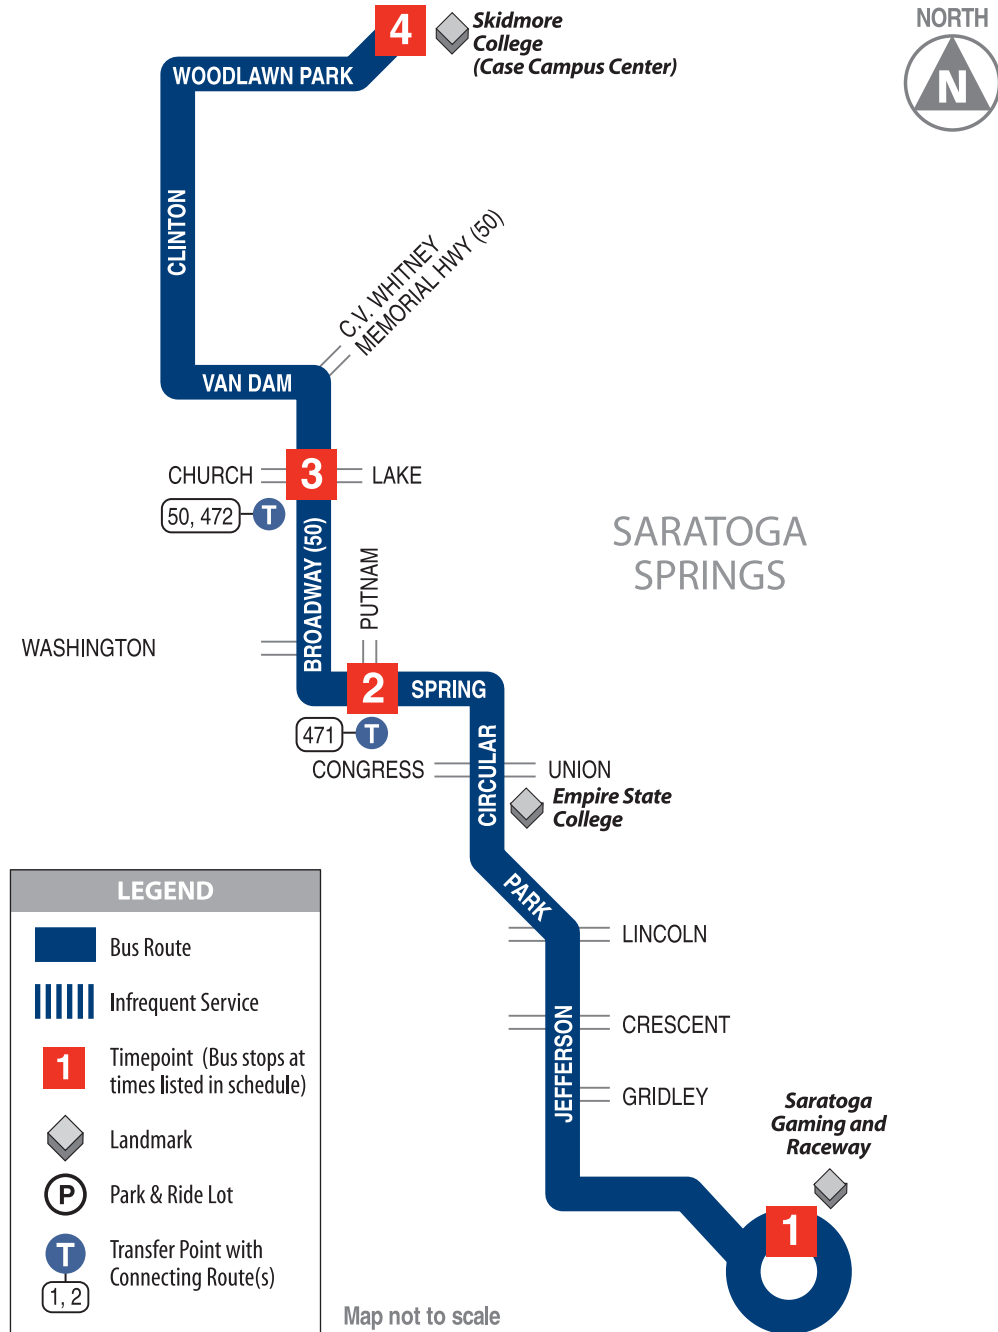 4
Skidmore
College
(Case Campus Center)
NORTH
N
WOODLAWN PARK
CLINTON
C.V. WHITNEY
MEMORIAL HWY (50)
VAN DAM
CHURCH
3
LAKE
50, 472
T
BROADWAY (50)
SARATOGA
SPRINGS
PUTNAM
WASHINGTON
2
SPRING
471
T
CIRCULAR
CONGRESS
UNION
Empire State
College
PARK
LINCOLN
JEFFERSON
CRESCENT
GRIDLEY
Saratoga
Gaming and
Raceway
1
LEGEND
Bus Route
Infrequent Service
1
Timepoint (Bus stops at
times listed in schedule)
Landmark
P
Park & Ride Lot
T
Transfer Point with
Connecting Route(s)
1, 2
Map not to scale